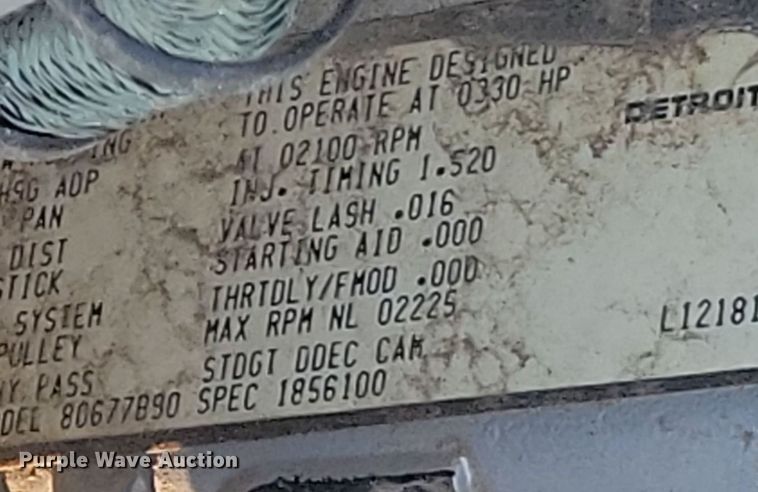 THIS ENGINE DESIGNED
TO OPERATE AT 0330 HP
AT 02100 RPM
INJ. TIMING 1.520
VALVE LASH .016
STARTING AID .000
THRTDLY/FMOD .000
MAX RPM NL 02225
STDGT DDEC CAM
SPEC 1856100
HSG ADP
PAN
DIST
STICK
SYSTEM
PULLEY
PASS
ODEL 80677B90
DETROIT
L12181
Purple Wave Auction